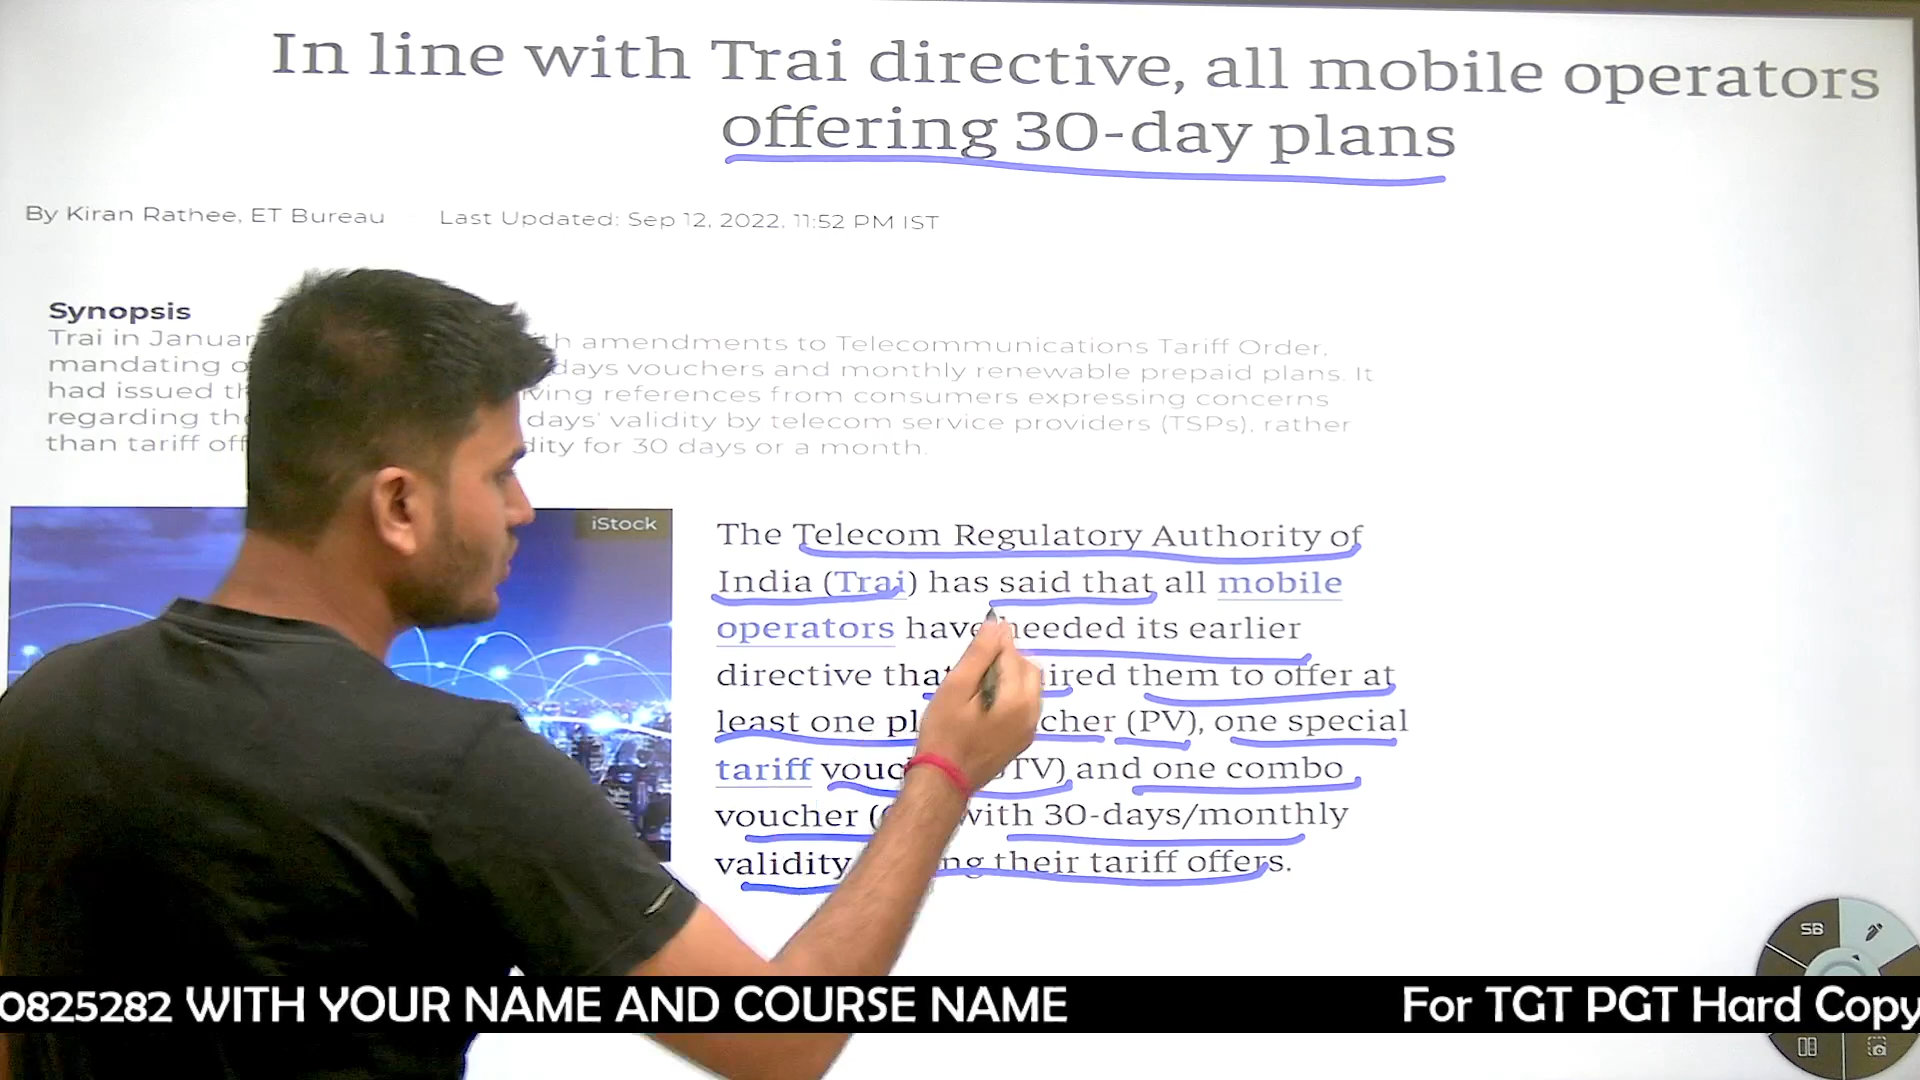 In line with Trai directive, all mobile operators
offering 30-day plans
By Kiran Rathee, ET Bureau Last Updated: Sep 12, 2022, 11:52 PM IST
Synopsis
Trai in amendments to Telecommunications Tariff Order,
mandating days vouchers and monthly renewable prepaid plans. It
had issued references from consumers expressing concerns
regarding days' validity by telecom service providers (TSPs), rather
than tariff for 30 days or a month.
iStock
The Telecom Regulatory Authority of
India (Trai) has said that all mobile
operators have heeded its earlier
directive that them to offer at
least one (PV), one special
tariff and one combo
voucher with 30-days/monthly
validity their tariff offers.
SB
0825282 WITH YOUR NAME AND COURSE NAME For TGT PGT Hard Copy